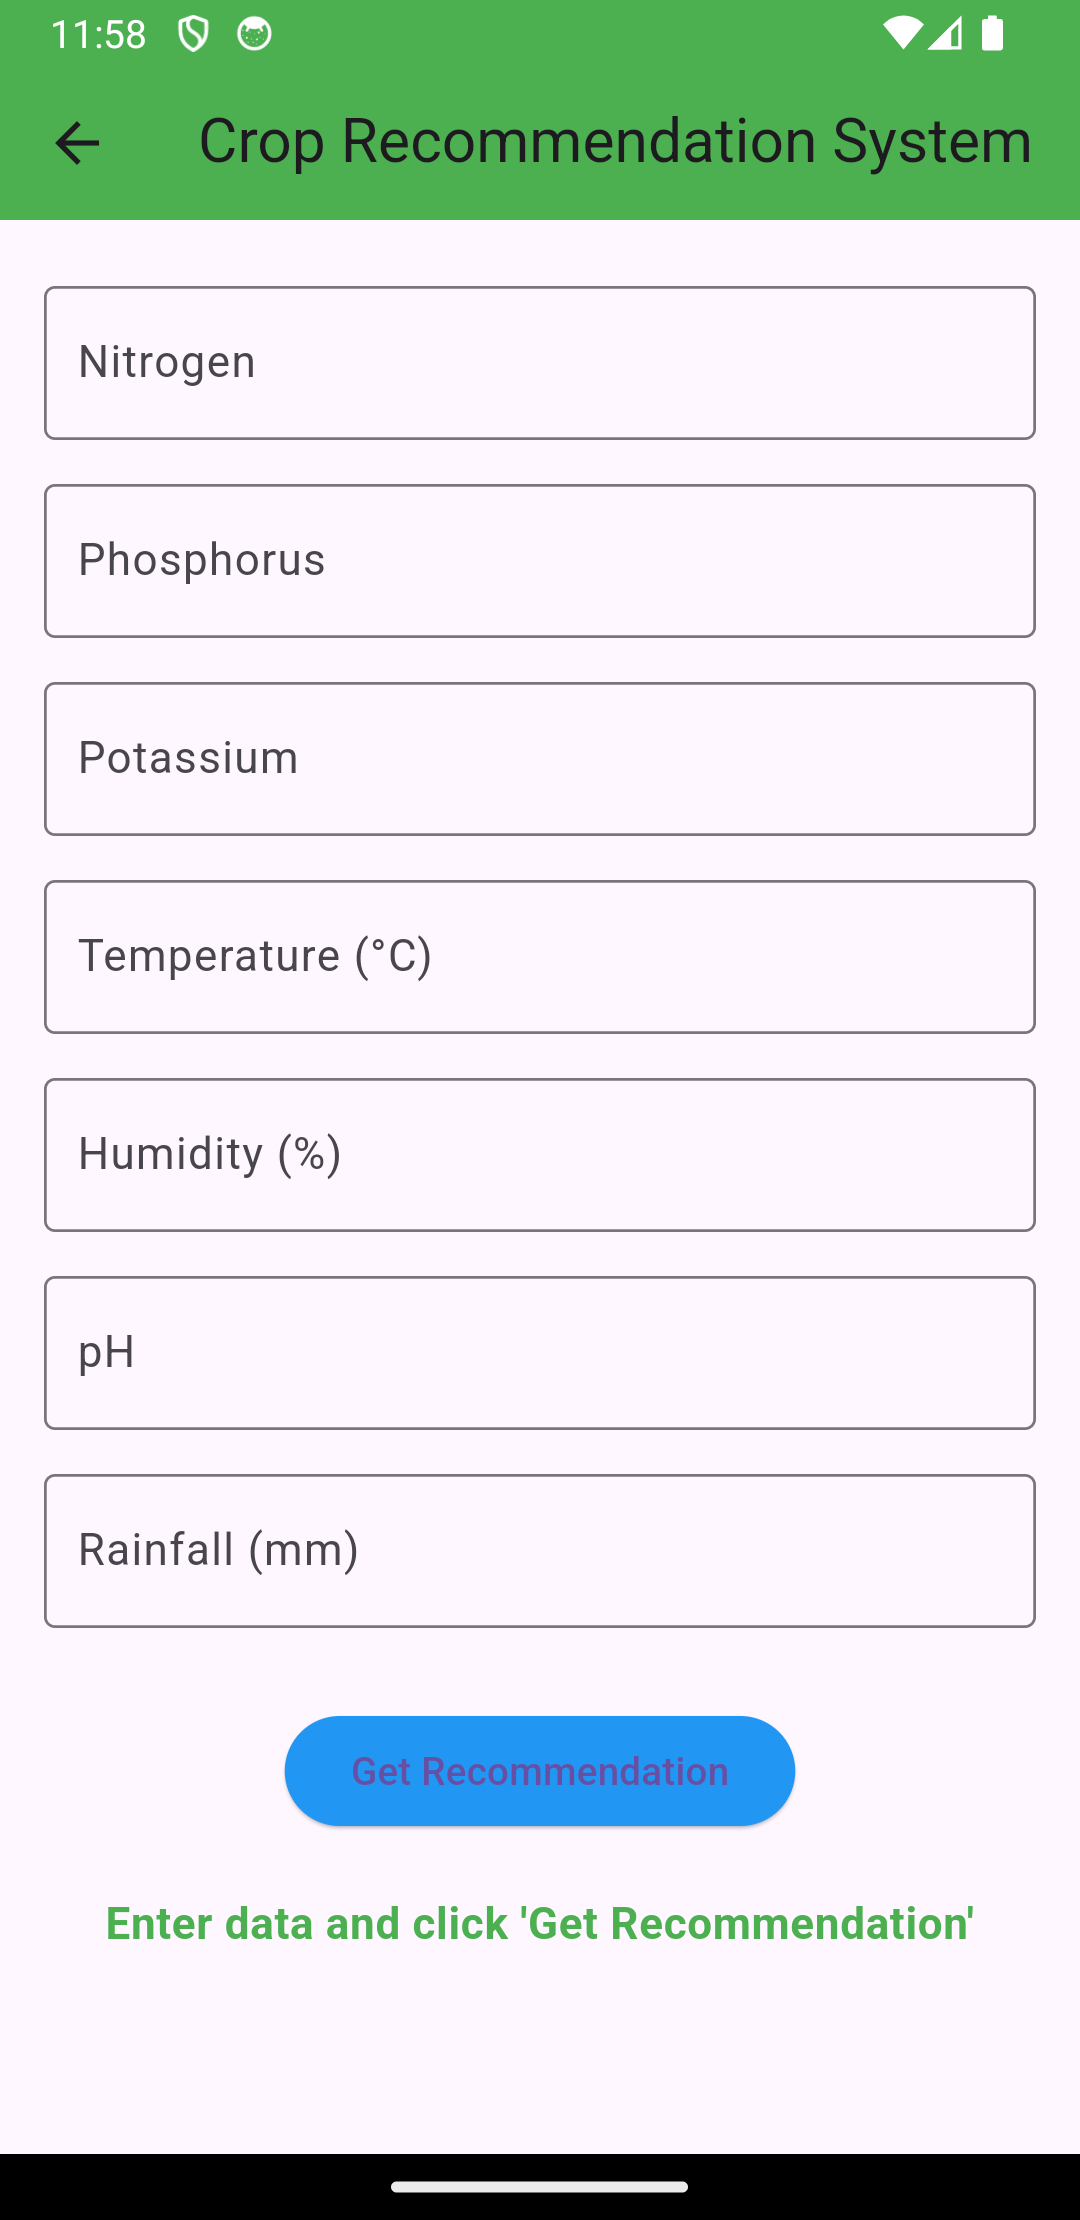 11:58
Crop Recommendation System
Nitrogen
Phosphorus
Potassium
Temperature (°C)
Humidity (%)
pH
Rainfall (mm)
Get Recommendation
Enter data and click 'Get Recommendation'